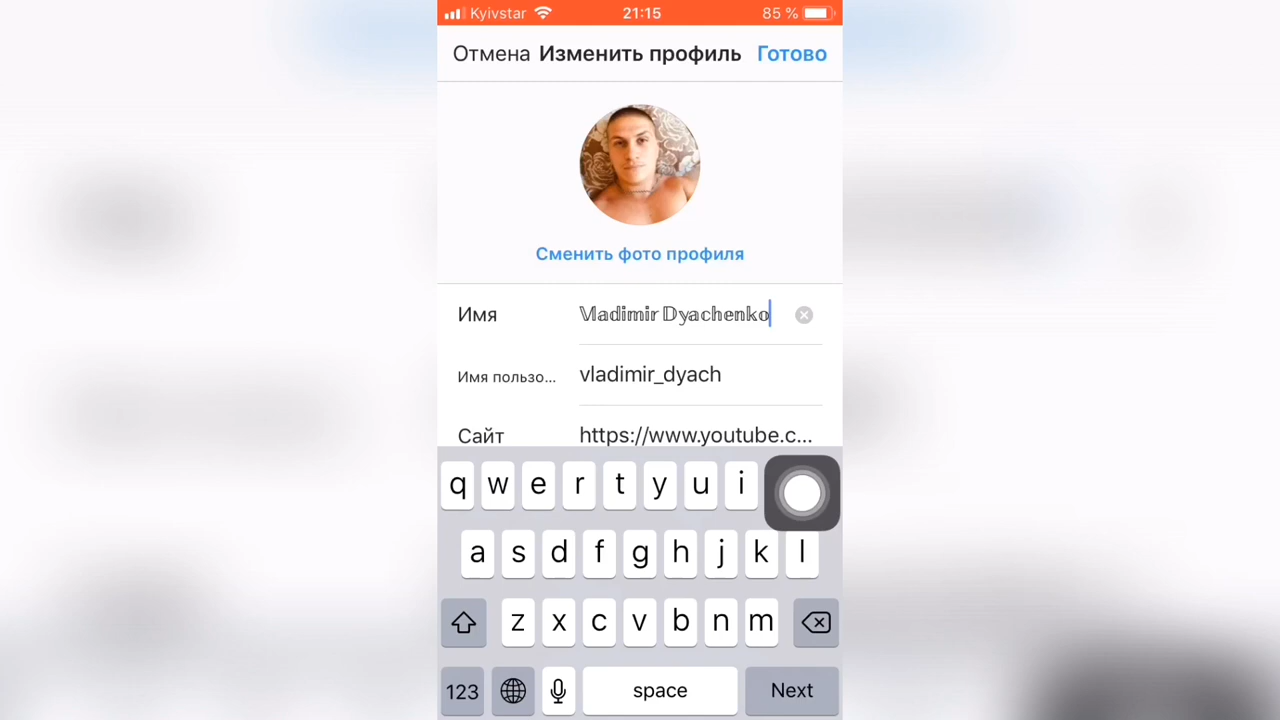 Kyivstar 21:15 85 %
Отмена Изменить профиль Готово
Сменить фото профиля
Имя 𝕍𝕝𝕒𝕕𝕚𝕞𝕚𝕣 𝔻𝕪𝕒𝕔𝕙𝕖𝕟𝕜𝕠
Имя пользо... vladimir_dyach
Сайт https://www.youtube.c...
q w e r t y u i
a s d f g h j k l
z x c v b n m
123 space Next